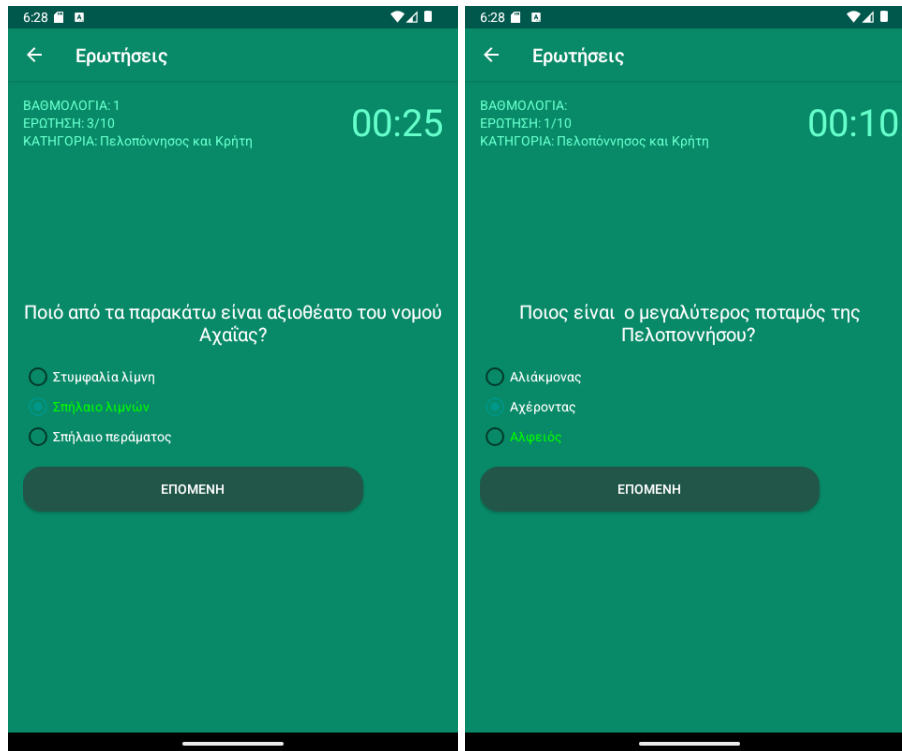 6:28
Ερωτήσεις
ΒΑΘΜΟΛΟΓΙΑ: 1
ΕΡΩΤΗΣΗ: 3/10
ΚΑΤΗΓΟΡΙΑ: Πελοπόννησος και Κρήτη
00:25
Ποιό από τα παρακάτω είναι αξιοθέατο του νομού
Αχαΐας?
Στυμφαλία λίμνη
Σπήλαιο λιμνών
Σπήλαιο περάματος
ΕΠΟΜΕΝΗ
6:28
Ερωτήσεις
ΒΑΘΜΟΛΟΓΙΑ:
ΕΡΩΤΗΣΗ: 1/10
ΚΑΤΗΓΟΡΙΑ: Πελοπόννησος και Κρήτη
00:10
Ποιος είναι  ο μεγαλύτερος ποταμός της
Πελοποννήσου?
Αλιάκμονας
Αχέροντας
Αλφειός
ΕΠΟΜΕΝΗ